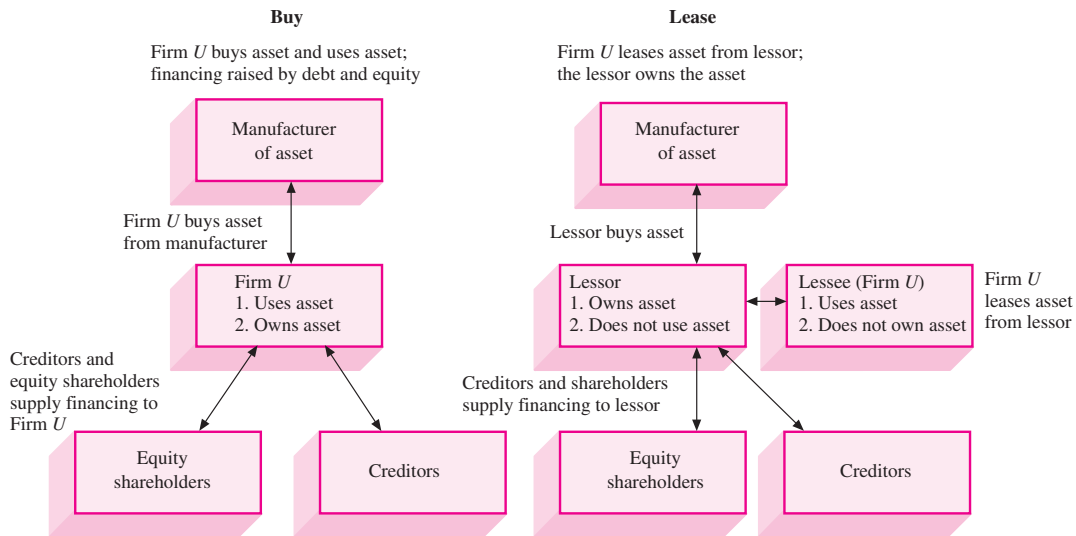 Buy
Firm U buys asset and uses asset;
financing raised by debt and equity
Manufacturer
of asset
Firm U buys asset
from manufacturer
Firm U
1. Uses asset
2. Owns asset
Creditors and
equity shareholders
supply financing to
Firm U
Equity
shareholders
Creditors
Lease
Firm U leases asset from lessor;
the lessor owns the asset
Manufacturer
of asset
Lessor buys asset
Lessor
1. Owns asset
2. Does not use asset
Lessee (Firm U)
1. Uses asset
2. Does not own asset
Firm U
leases asset
from lessor
Creditors and shareholders
supply financing to lessor
Equity
shareholders
Creditors